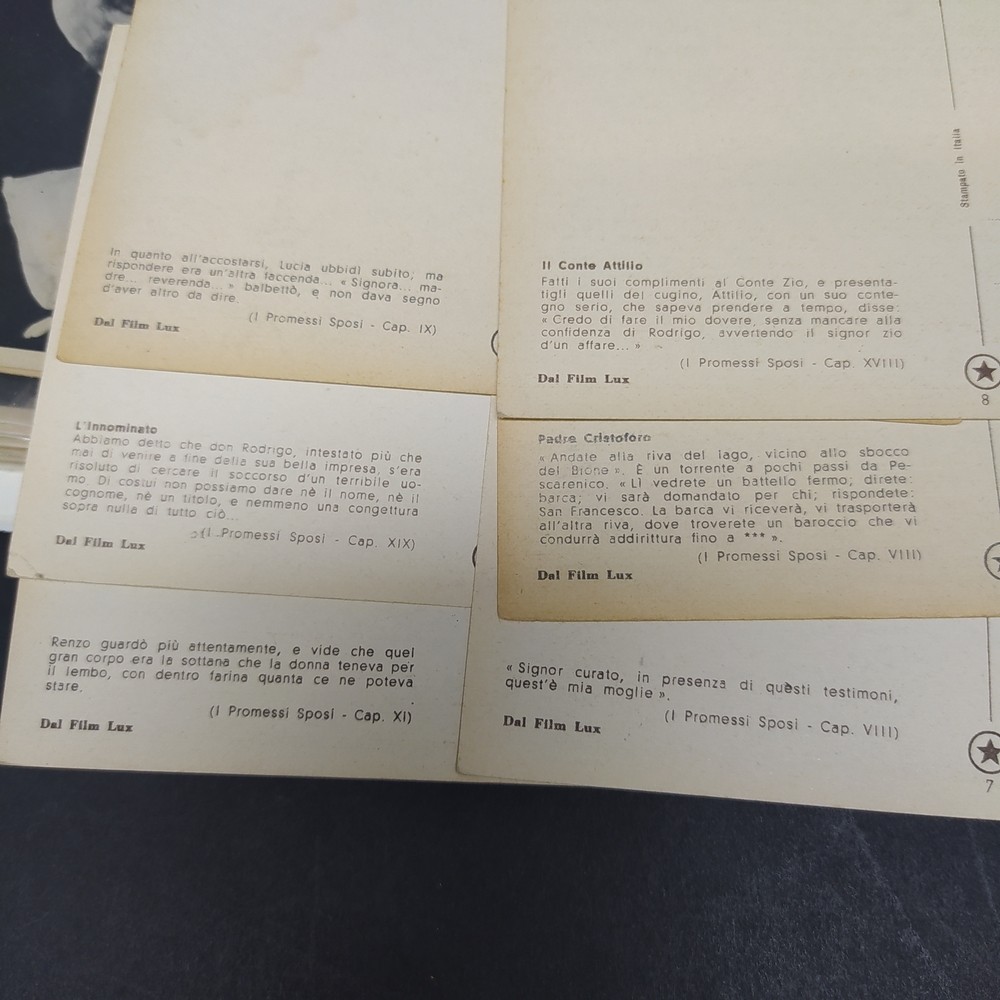 In quanto all'accostarsi, Lucia ubbidì subito; ma
rispondere era un'altra faccenda... « Signora... ma-
dre... reverenda... » balbettò, e non dava segno
d'aver altro da dire.
(I Promessi Sposi - Cap. IX)
Dal Film Lux
Stampato in Italia
Il Conte Attilio
Fatti i suoi complimenti al Conte Zio, e presenta-
tigli quelli del cugino, Attilio, con un suo conte-
gno serio, che sapeva prendere a tempo, disse:
« Credo di fare il mio dovere, senza mancare alla
confidenza di Rodrigo, avvertendo il signor zio
d'un affare... »
(I Promessi Sposi - Cap. XVIII)
Dal Film Lux
8
L'Innominato
Abbiamo detto che don Rodrigo, intestato più che
mai di venire a fine della sua bella impresa, s'era
risoluto di cercare il soccorso d'un terribile uo-
mo. Di costui non possiamo dare nè il nome, nè il
cognome, nè un titolo, e nemmeno una congettura
sopra nulla di tutto ciò...
(I Promessi Sposi - Cap. XIX)
Dal Film Lux
Padre Cristoforo
« Andate alla riva del lago, vicino allo sbocco
del Bione ». È un torrente a pochi passi da Pe-
scarenico. « Lì vedrete un battello fermo; direte:
barca; vi sarà domandato per chi; rispondete:
San Francesco. La barca vi riceverà, vi trasporterà
all'altra riva, dove troverete un baroccio che vi
condurrà addirittura fino a *** ».
(I Promessi Sposi - Cap. VIII)
Dal Film Lux
Renzo guardò più attentamente, e vide che quel
gran corpo era la sottana che la donna teneva per
il lembo, con dentro farina quanta ce ne poteva
stare.
(I Promessi Sposi - Cap. XI)
Dal Film Lux
« Signor curato, in presenza di questi testimoni,
quest'è mia moglie ».
(I Promessi Sposi - Cap. VIII)
Dal Film Lux
7